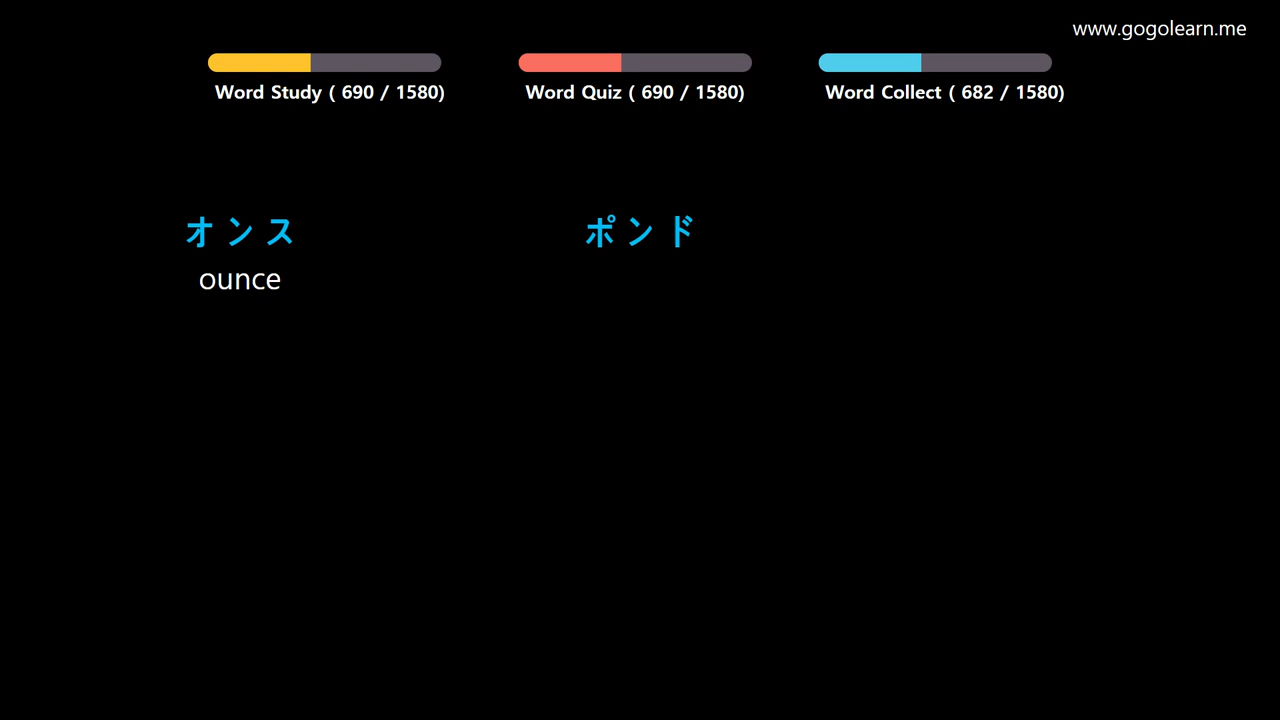 www.gogolearn.me
Word Study ( 690 / 1580)
Word Quiz ( 690 / 1580)
Word Collect ( 682 / 1580)
オンス
ポンド
ounce